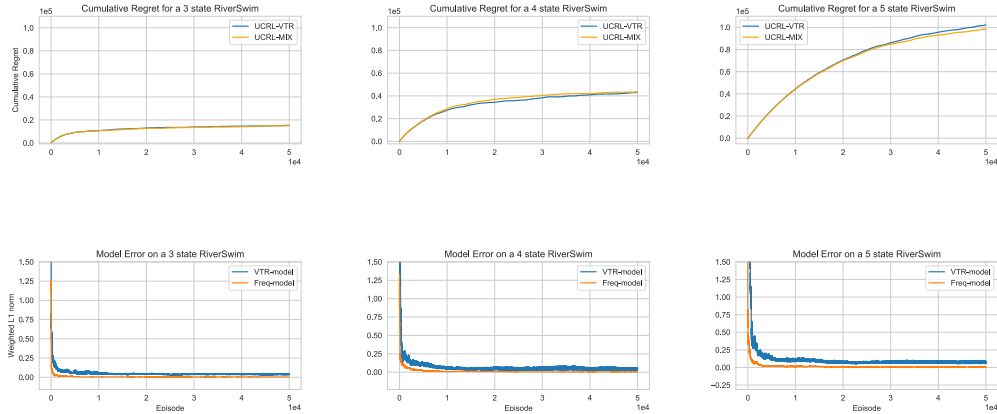 Cumulative Regret for a 3 state RiverSwim
1e5
Cumulative Regret
1.0
0.8
0.6
0.4
0.2
0.0
UCRL-VTR
UCRL-MIX
0 1 2 3 4 5
1e4
Cumulative Regret for a 4 state RiverSwim
1e5
1.0
0.8
0.6
0.4
0.2
0.0
UCRL-VTR
UCRL-MIX
0 1 2 3 4 5
1e4
Cumulative Regret for a 5 state RiverSwim
1e5
1.0
0.8
0.6
0.4
0.2
0.0
UCRL-VTR
UCRL-MIX
0 1 2 3 4 5
1e4
Model Error on a 3 state RiverSwim
Weighted L1 norm
1.50
1.25
1.00
0.75
0.50
0.25
0.00
VTR-model
Freq-model
0 1 2 3 4 5
Episode
1e4
Model Error on a 4 state RiverSwim
1.50
1.25
1.00
0.75
0.50
0.25
0.00
VTR-model
Freq-model
0 1 2 3 4 5
Episode
1e4
Model Error on a 5 state RiverSwim
1.50
1.25
1.00
0.75
0.50
0.25
0.00
−0.25
VTR-model
Freq-model
0 1 2 3 4 5
Episode
1e4